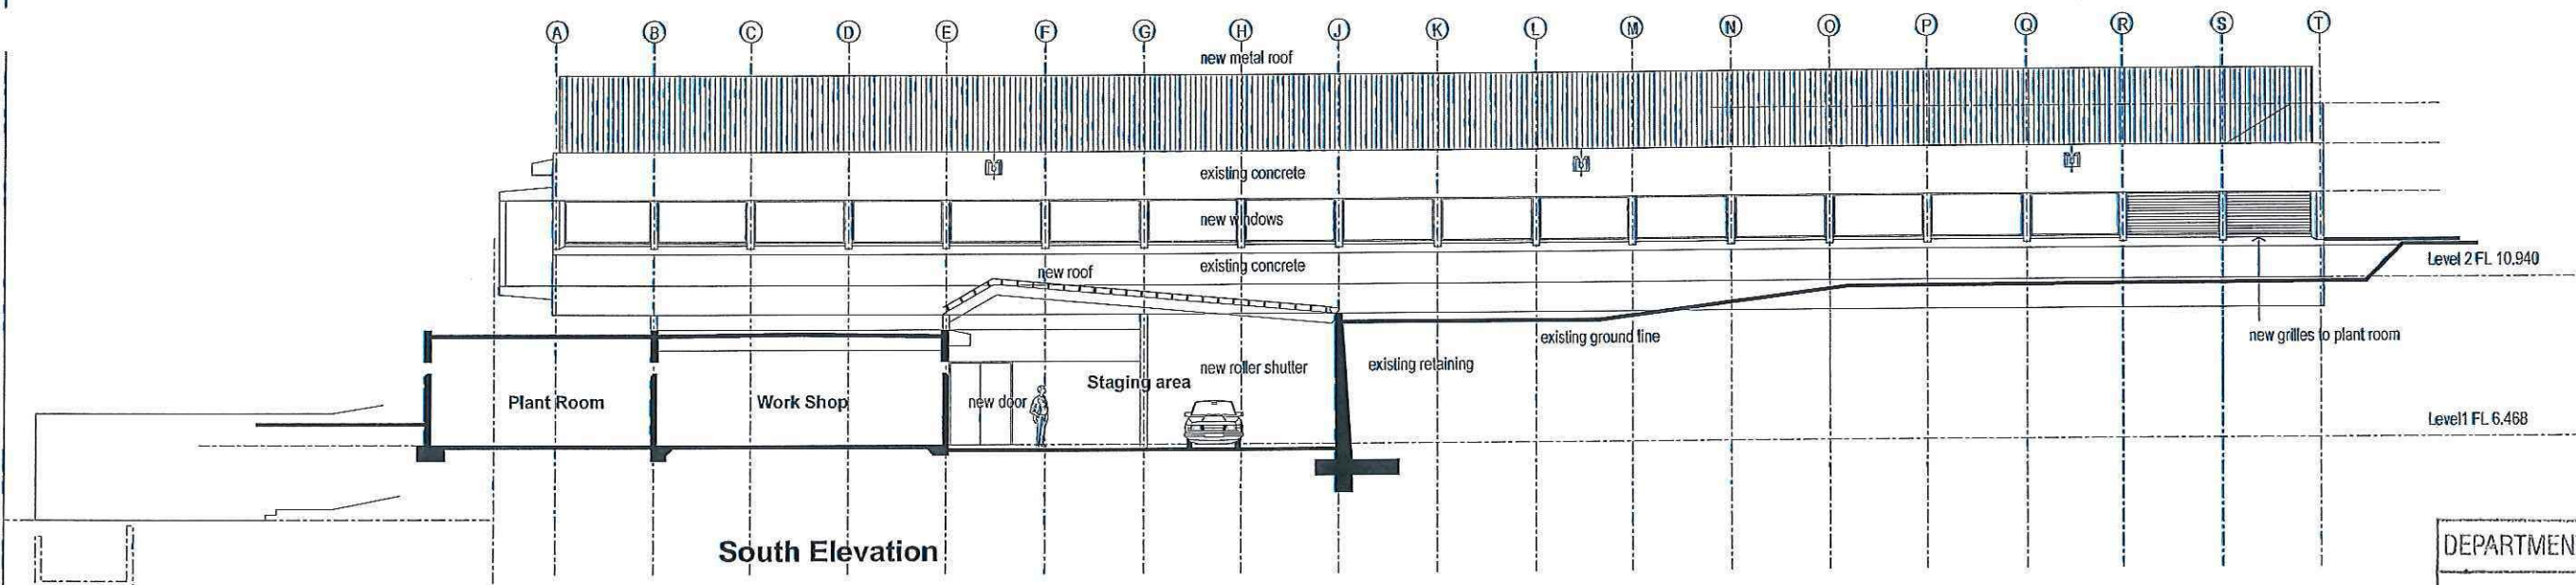 A B C D E F G H J K L M N O P Q R S T
new metal roof
existing concrete
new windows
existing concrete
new roof
Level 2 FL 10.940
new grilles to plant room
existing ground line
existing retaining
new roller shutter
Staging area
new door
Work Shop
Plant Room
Level1 FL 6.468
South Elevation
DEPARTMEN